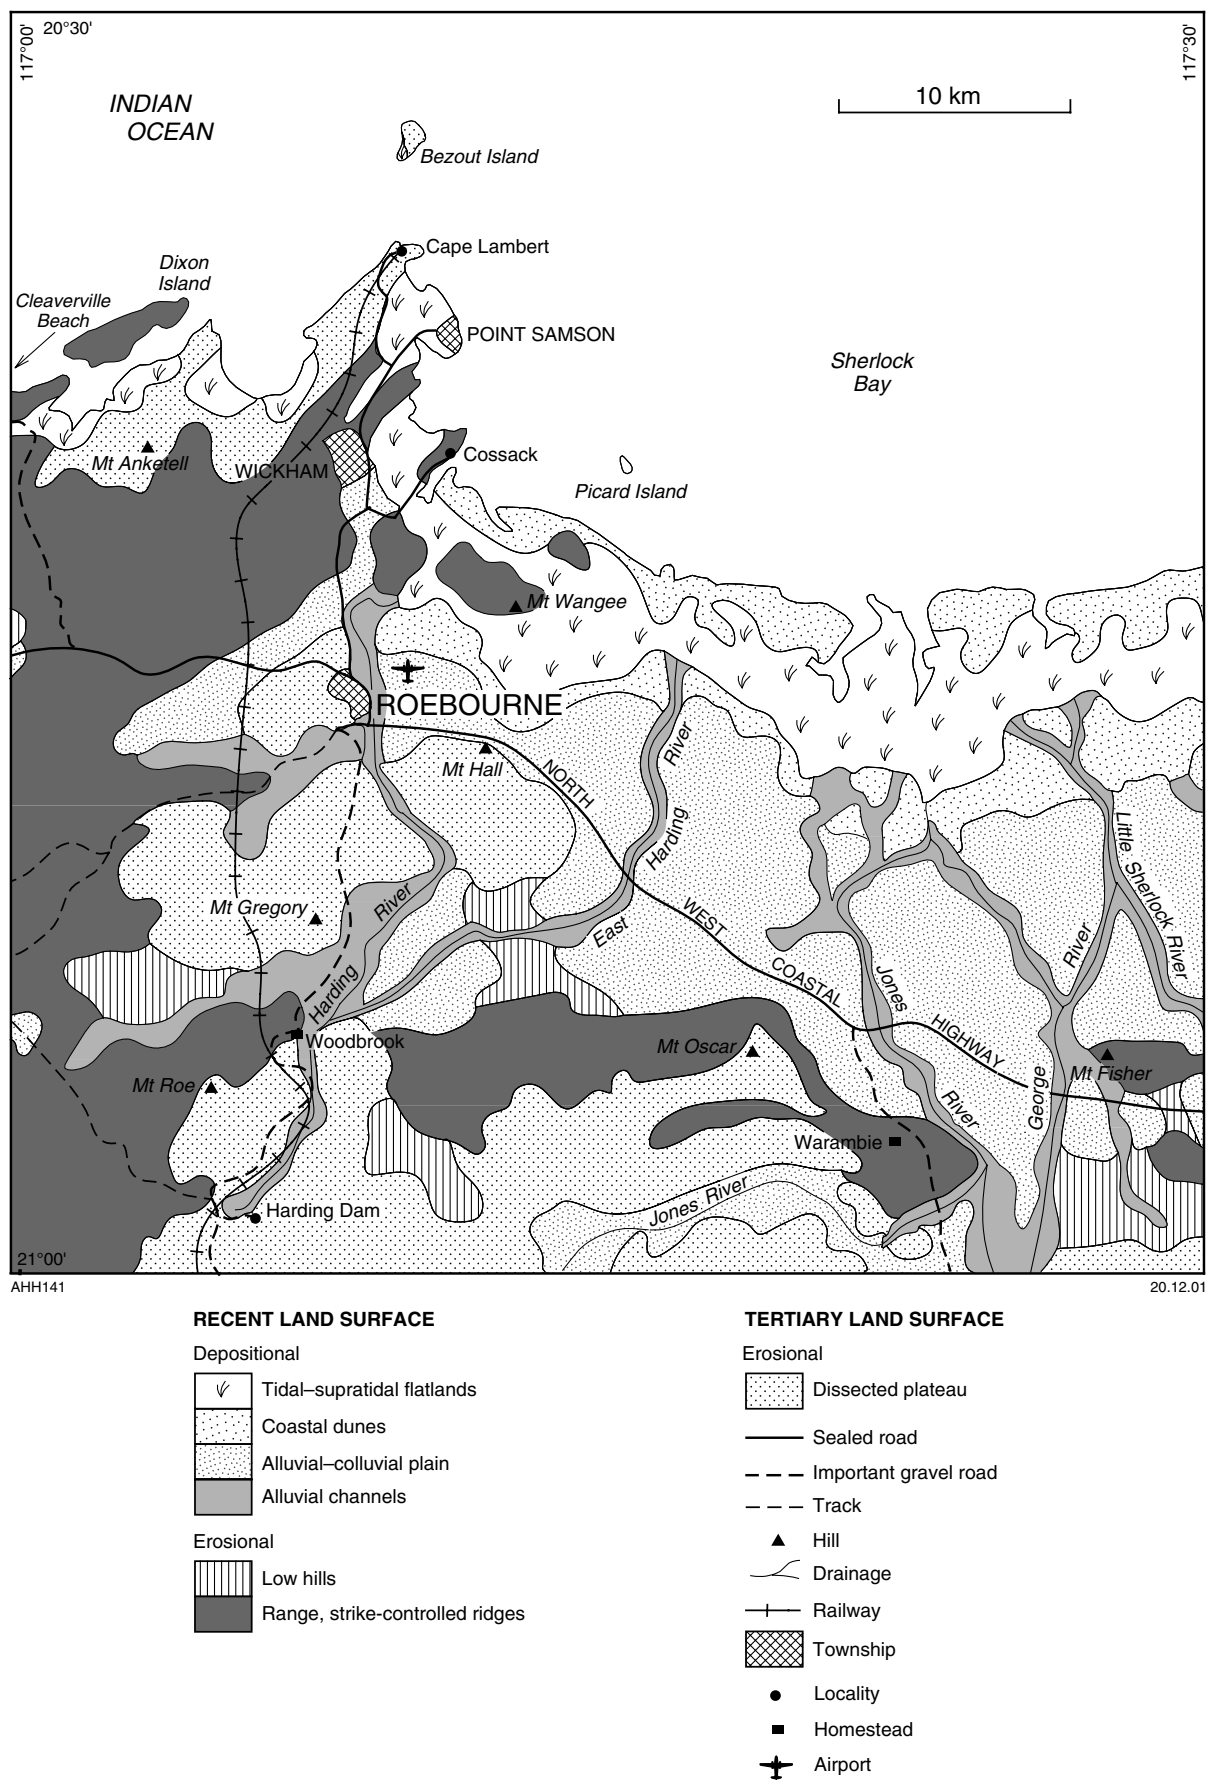 117°00'
20°30'
117°30'
INDIAN
OCEAN
10 km
Bezout Island
Cape Lambert
Dixon
Island
Cleaverville
Beach
POINT SAMSON
Sherlock
Bay
Mt Anketell
WICKHAM
Cossack
Picard Island
Mt Wangee
ROEBOURNE
Mt Hall
NORTH
River
Harding
East
Little Sherlock River
Mt Gregory
River
Harding
WEST
COASTAL
HIGHWAY
Jones
River
River
George
Woodbrook
Mt Roe
Mt Oscar
Mt Fisher
Warambie
Jones River
Harding Dam
21°00'
AHH141
20.12.01
RECENT LAND SURFACE
Depositional
Tidal–supratidal flatlands
Coastal dunes
Alluvial–colluvial plain
Alluvial channels
Erosional
Low hills
Range, strike-controlled ridges
TERTIARY LAND SURFACE
Erosional
Dissected plateau
Sealed road
Important gravel road
Track
Hill
Drainage
Railway
Township
Locality
Homestead
Airport